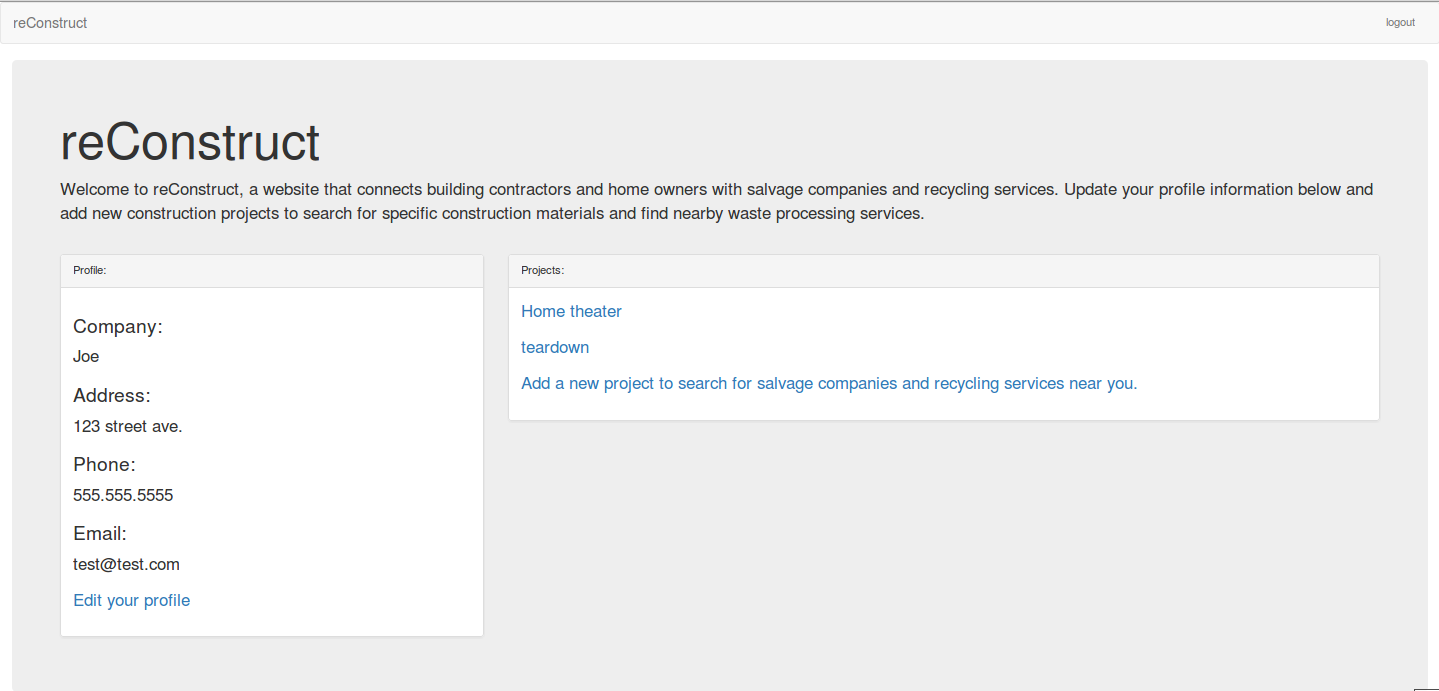 reConstruct
logout
reConstruct
Welcome to reConstruct, a website that connects building contractors and home owners with salvage companies and recycling services. Update your profile information below and
add new construction projects to search for specific construction materials and find nearby waste processing services.
Profile:
Company:
Joe
Address:
123 street ave.
Phone:
555.555.5555
Email:
test@test.com
Edit your profile
Projects:
Home theater
teardown
Add a new project to search for salvage companies and recycling services near you.